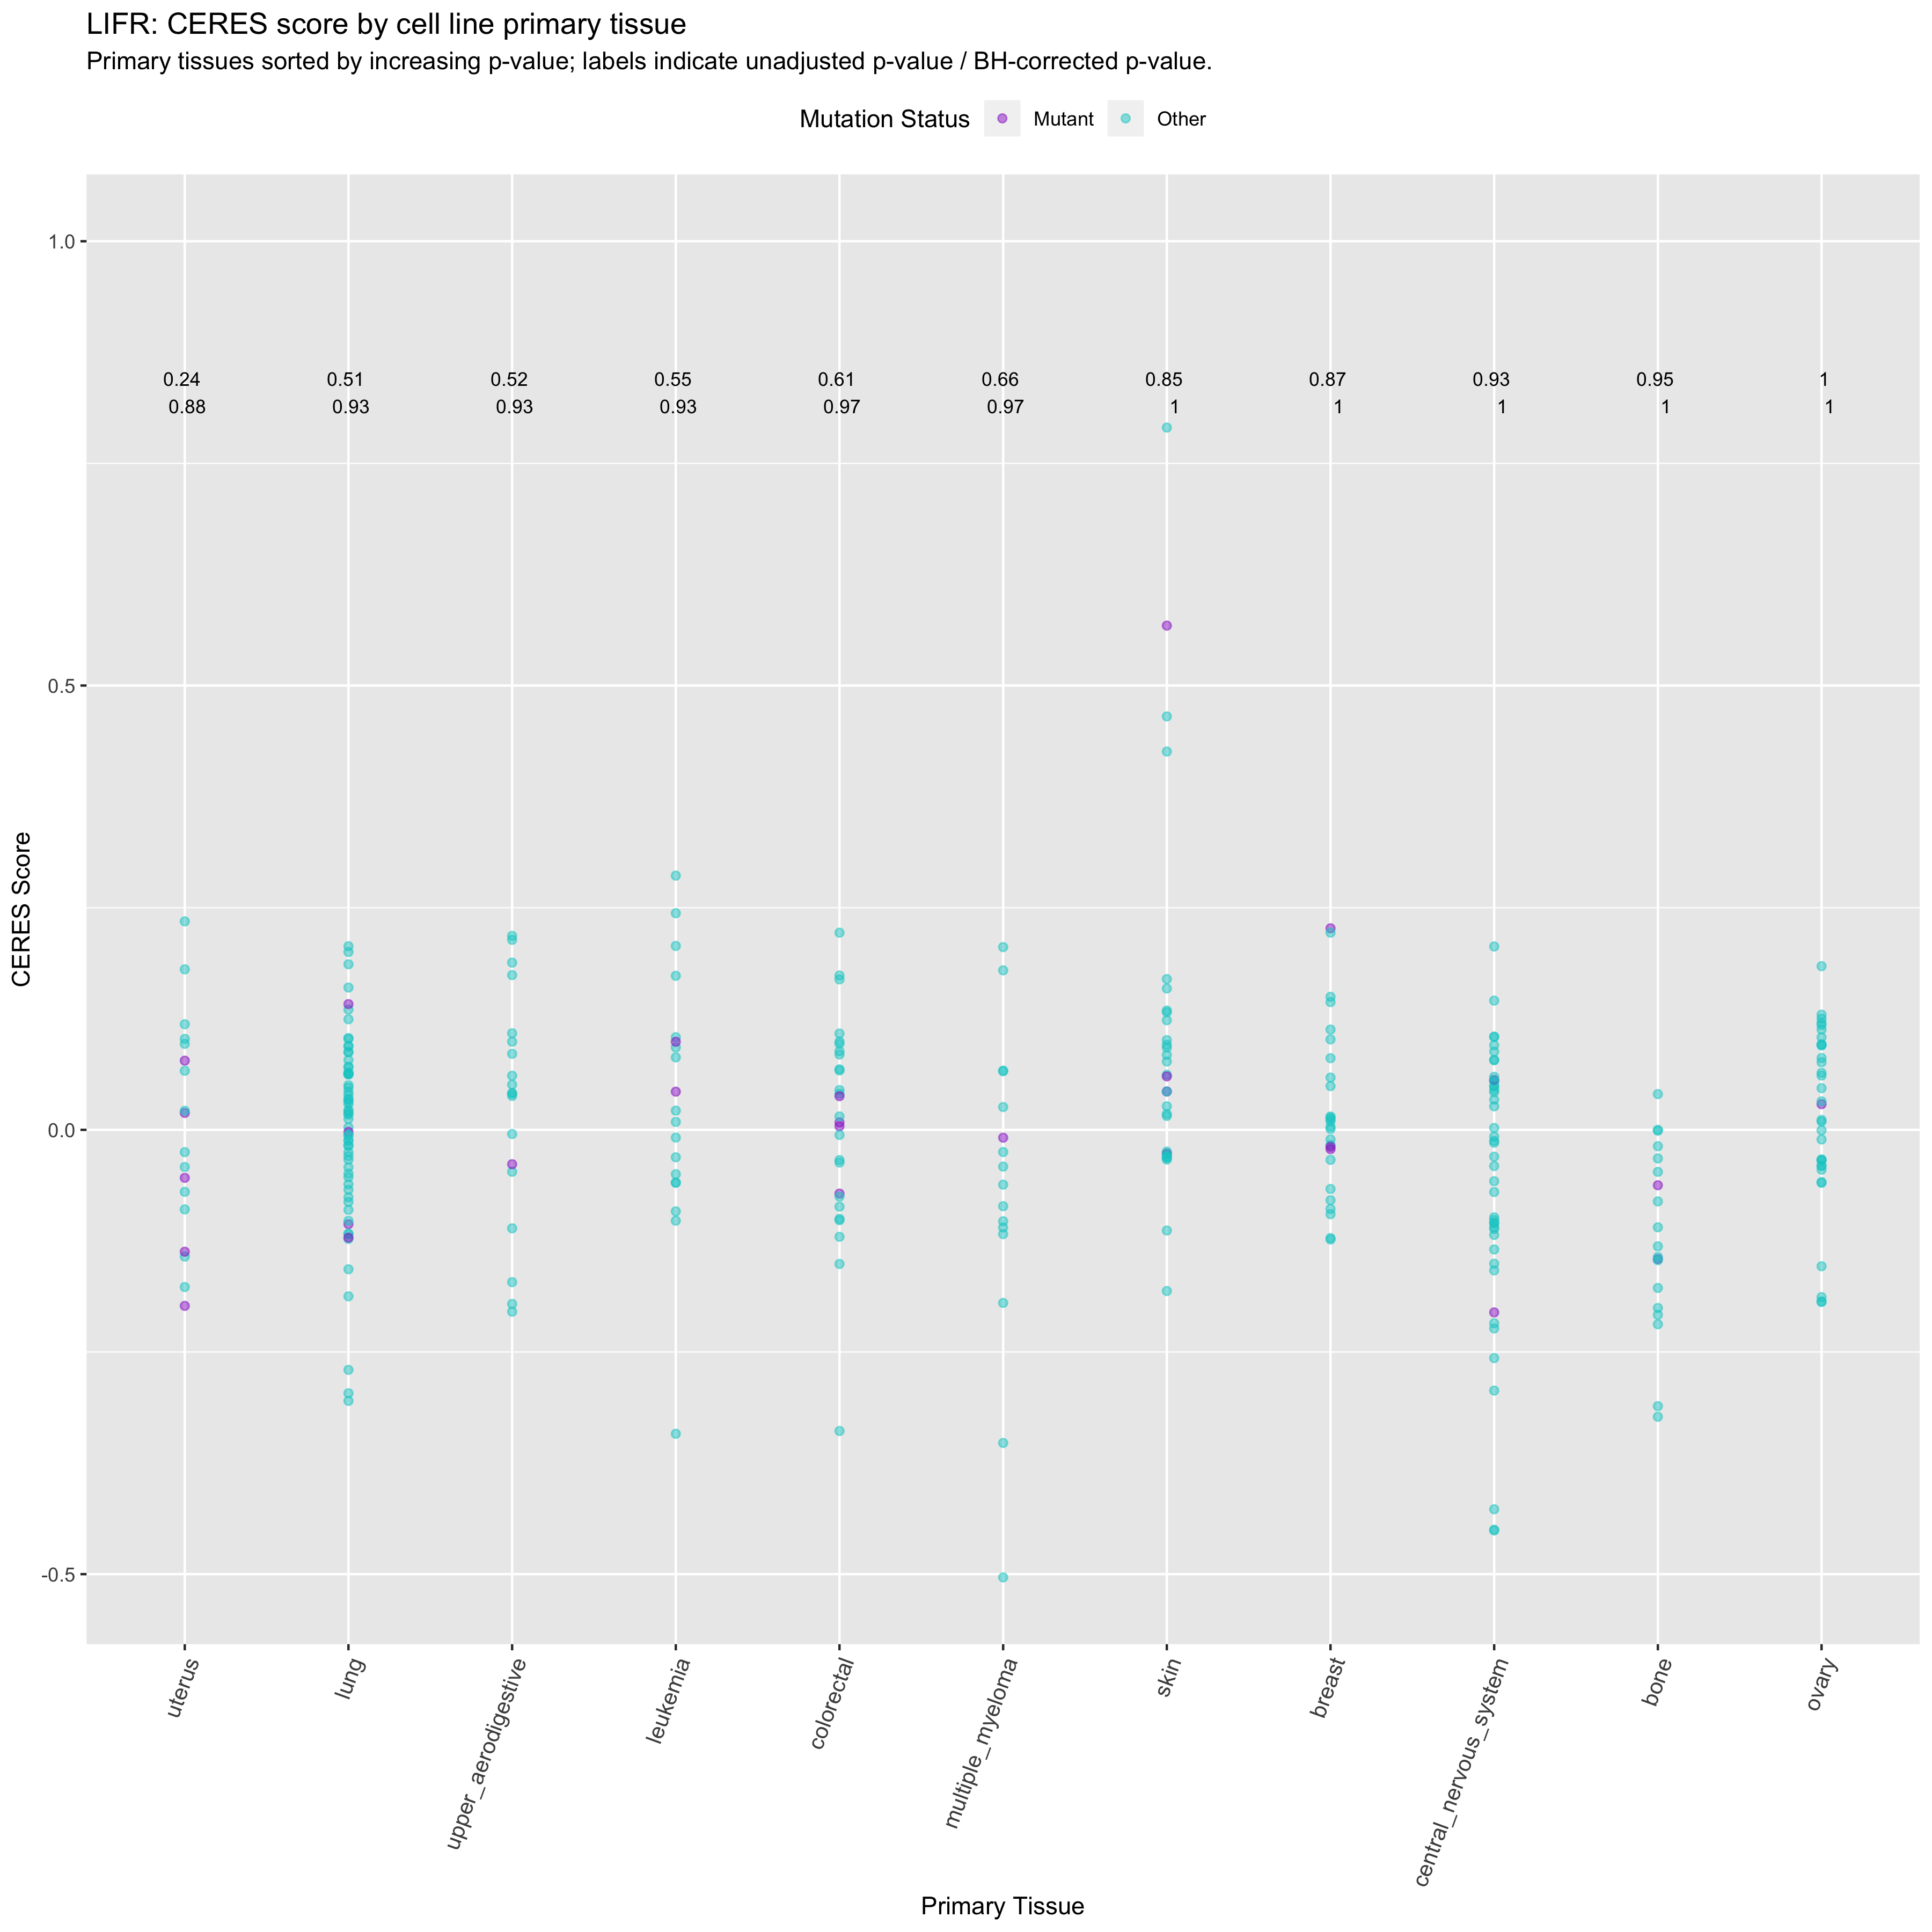 LIFR: CERES score by cell line primary tissue
Primary tissues sorted by increasing p-value; labels indicate unadjusted p-value / BH-corrected p-value.
Mutation Status Mutant Other
1.0
0.24 0.51 0.52 0.55 0.61 0.66 0.85 0.87 0.93 0.95 1
0.88 0.93 0.93 0.93 0.97 0.97 1 1 1 1 1
0.5
CERES Score
0.0
-0.5
uterus
lung
upper_aerodigestive
leukemia
colorectal
multiple_myeloma
skin
breast
central_nervous_system
bone
ovary
Primary Tissue